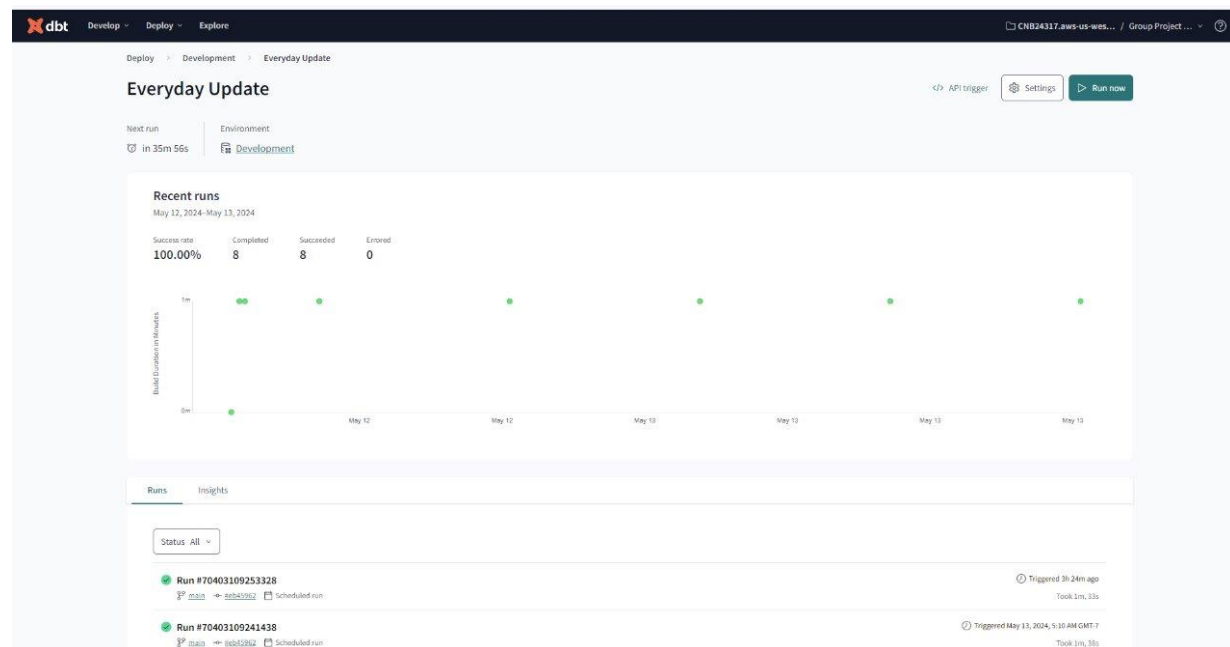 dbt Develop Deploy Explore CNB24317.aws-us-wes... / Group Project ...
Deploy > Development > Everyday Update
Everyday Update
</> API trigger Settings Run now
Next run Environment
in 35m 56s Development
Recent runs
May 12, 2024–May 13, 2024
Success rate Completed Succeeded Errored
100.00% 8 8 0
1m
Build Duration in Minutes
0m
May 12 May 12 May 13 May 13 May 13 May 13
Runs Insights
Status All
Run #70403109253328 Triggered 3h 24m ago
main #eb45962 Scheduled run Took 1m, 33s
Run #70403109241438 Triggered May 13, 2024, 5:10 AM GMT-7
main #eb45962 Scheduled run Took 1m, 38s